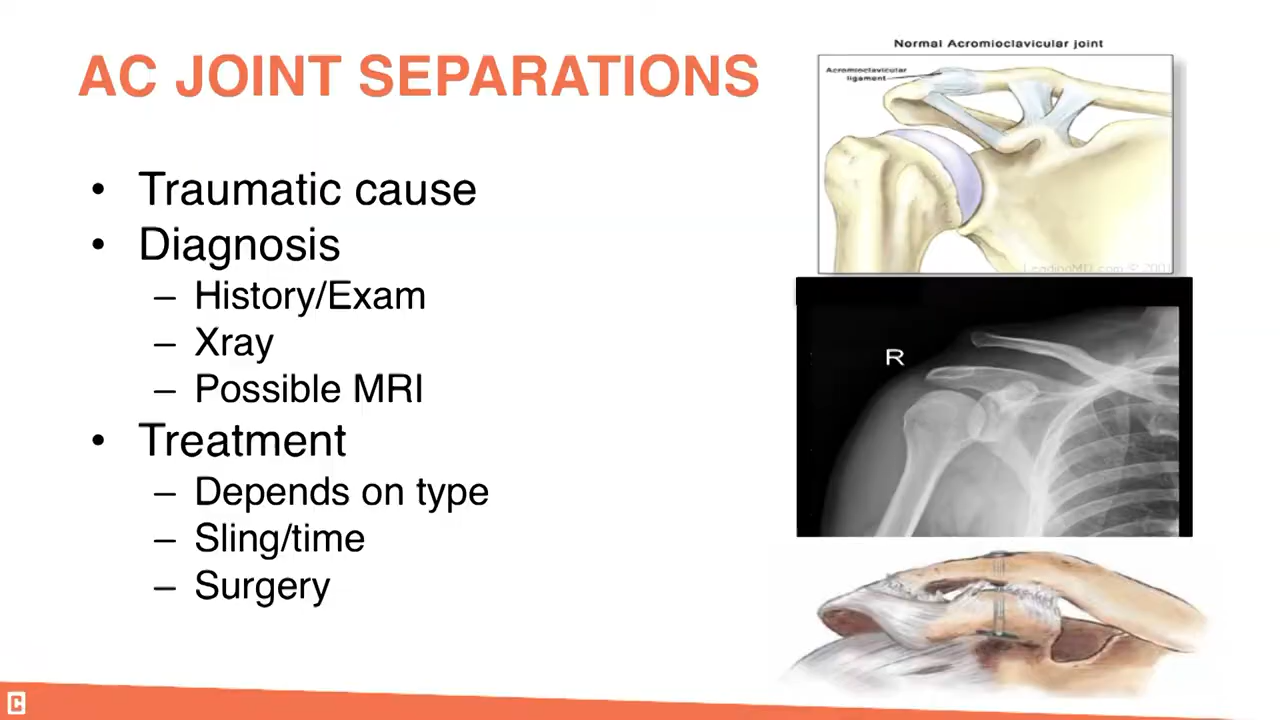 AC JOINT SEPARATIONS
• Traumatic cause
• Diagnosis
– History/Exam
– Xray
– Possible MRI
• Treatment
– Depends on type
– Sling/time
– Surgery
Normal Acromioclavicular joint
Acromioclavicular
ligament
R
C